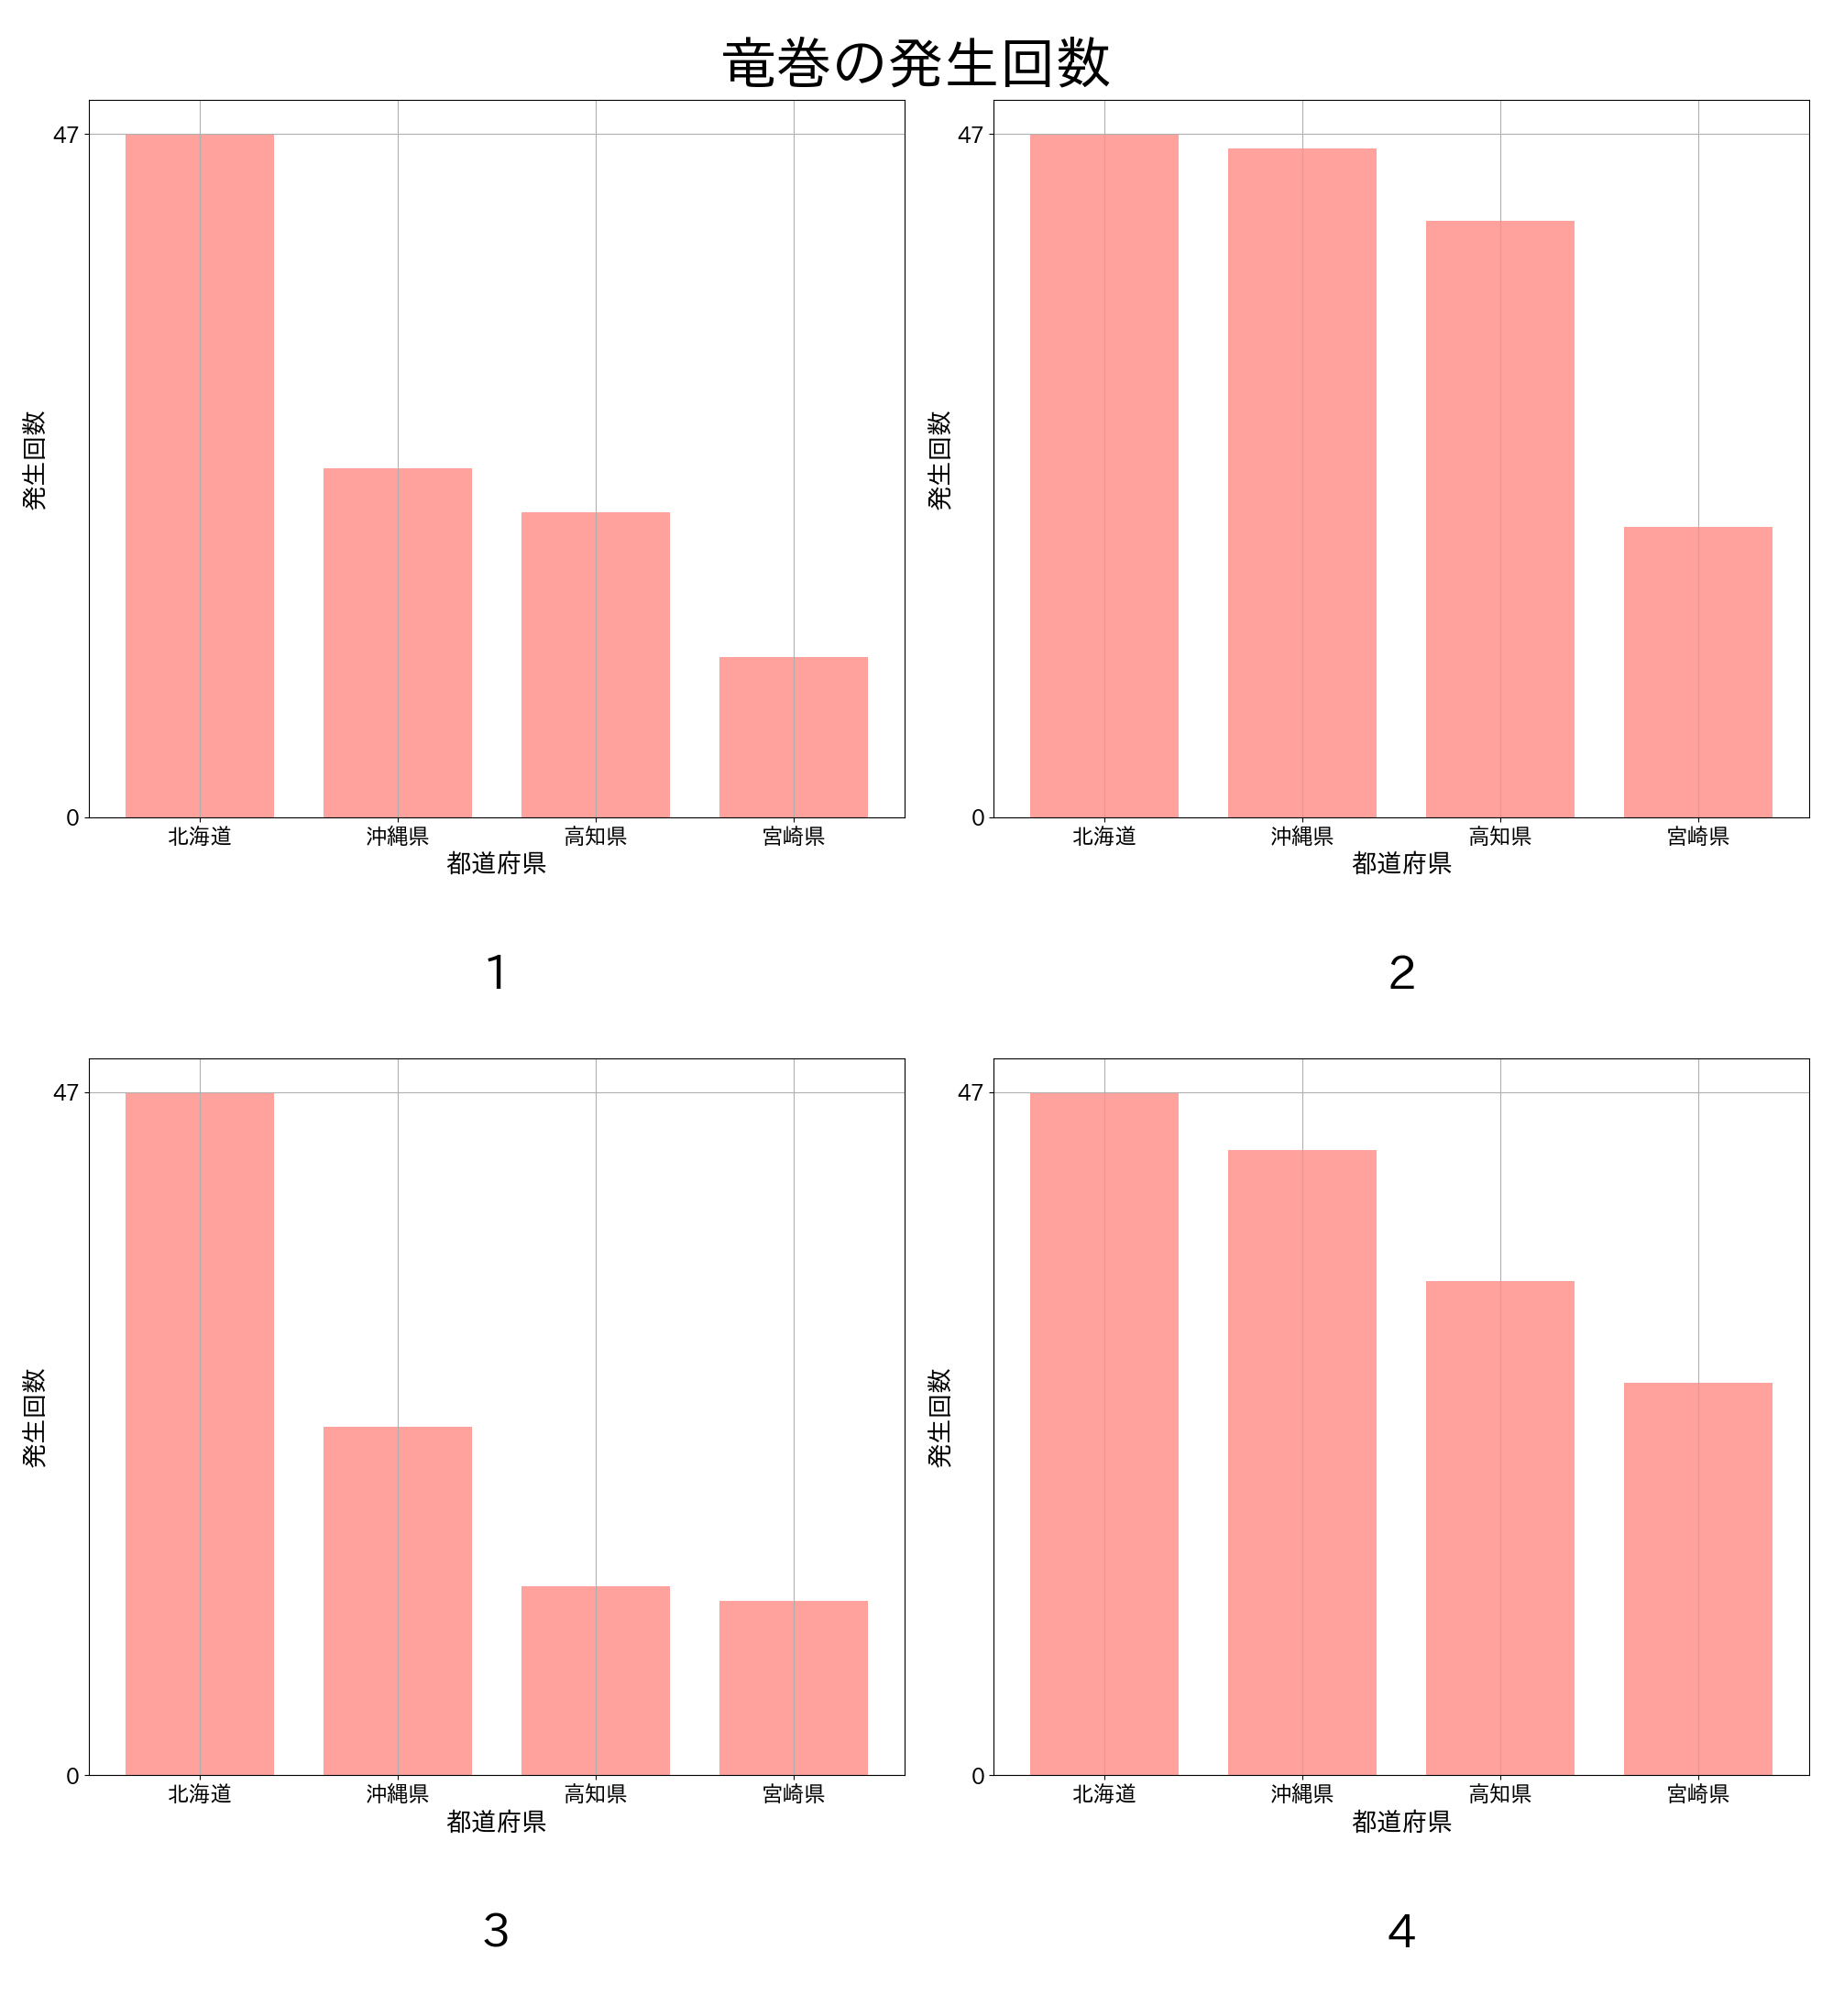 竜巻の発生回数
47
0
発生回数
北海道 沖縄県 高知県 宮崎県
都道府県
1
47
0
発生回数
北海道 沖縄県 高知県 宮崎県
都道府県
2
47
0
発生回数
北海道 沖縄県 高知県 宮崎県
都道府県
3
47
0
発生回数
北海道 沖縄県 高知県 宮崎県
都道府県
4